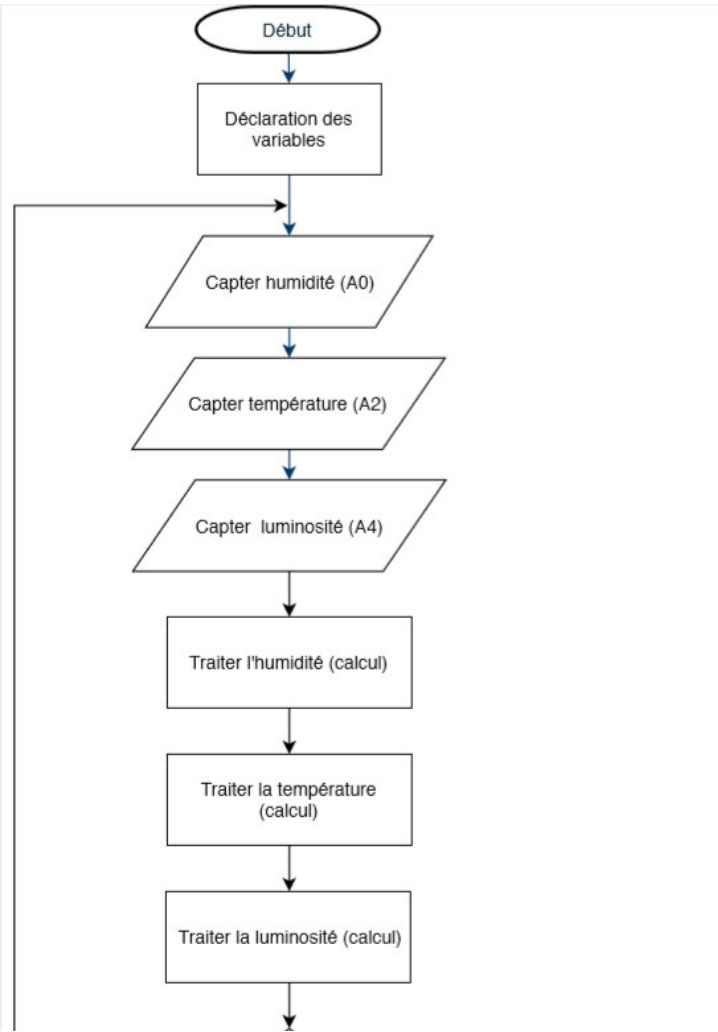 Début
Déclaration des
variables
Capter humidité (A0)
Capter température (A2)
Capter luminosité (A4)
Traiter l'humidité (calcul)
Traiter la température
(calcul)
Traiter la luminosité (calcul)